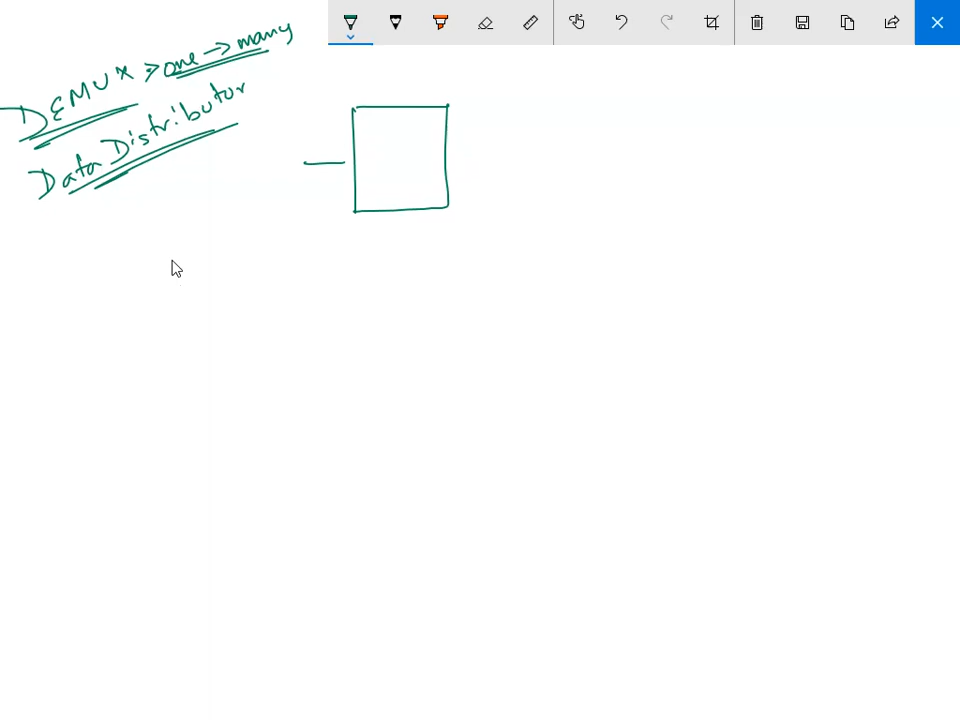 DEMUX > one → many
Data Distributor